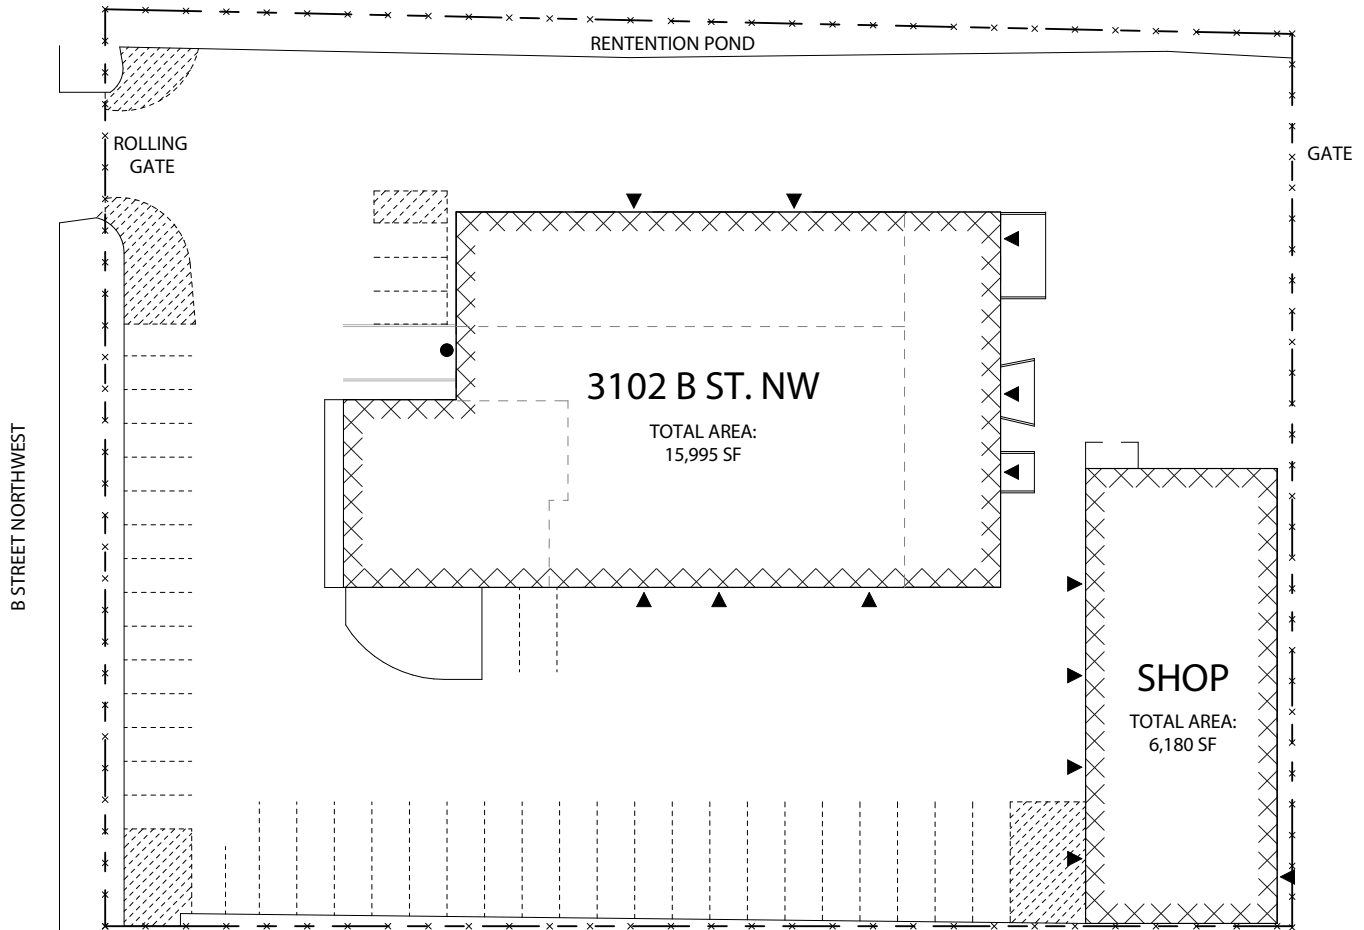 RENTENTION POND
ROLLING
GATE
GATE
3102 B ST. NW
TOTAL AREA:
15,995 SF
B STREET NORTHWEST
SHOP
TOTAL AREA:
6,180 SF